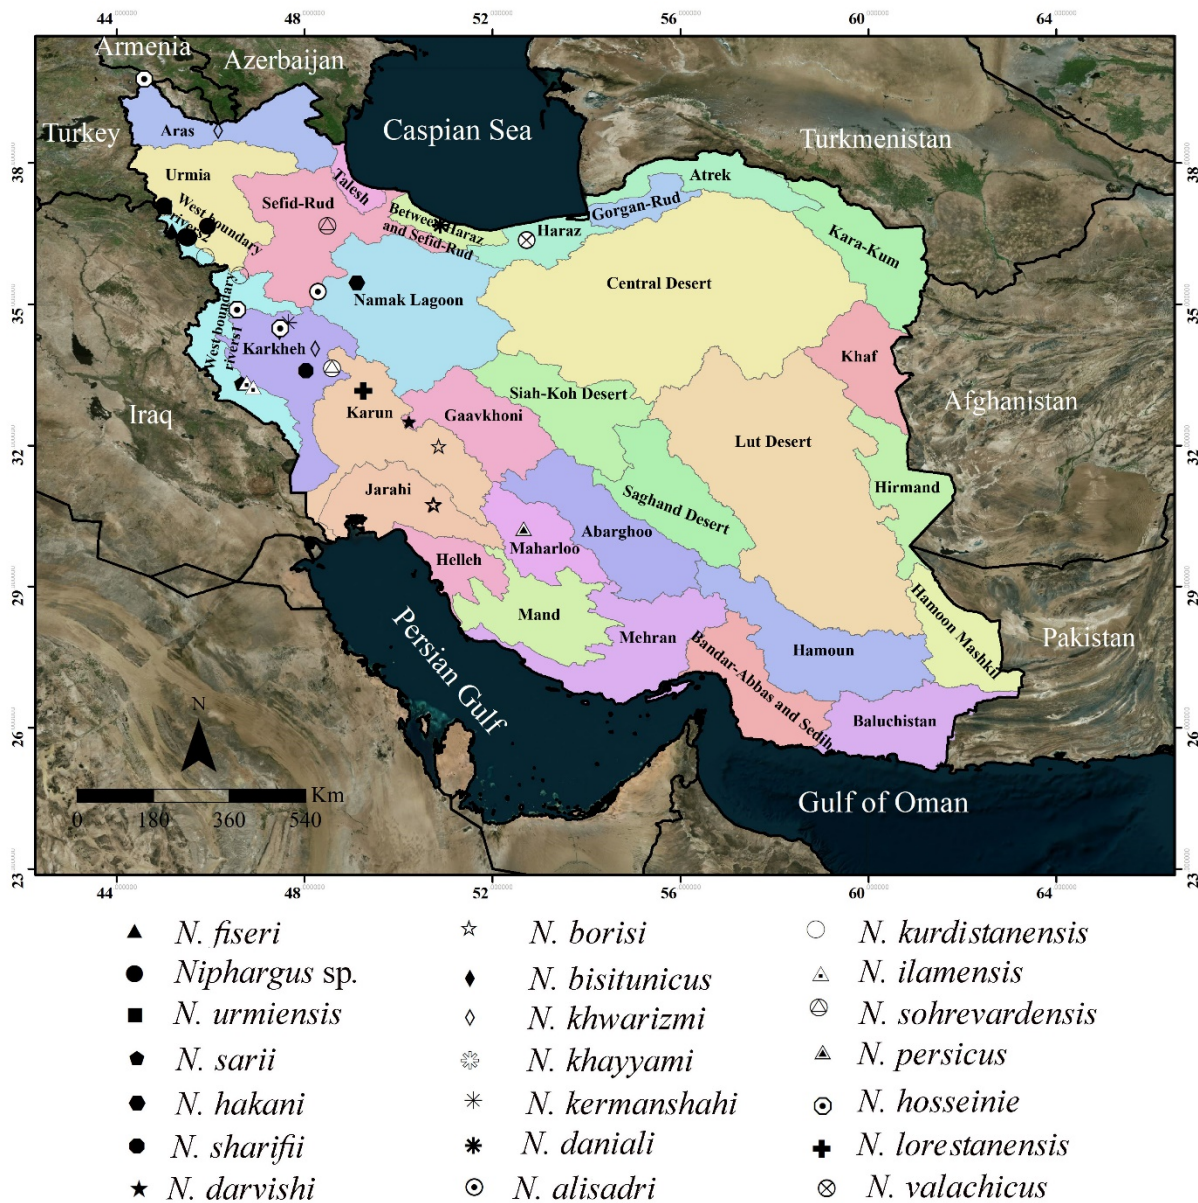 44 48 52 56 60 64
Armenia
Azerbaijan
Turkey
Caspian Sea
Turkmenistan
Aras
38 38
Urmia
Talesh
Atrek
Gorgan-Rud
Sefid-Rud
West boundary
rivers2
Between Haraz
and Sefid-Rud
Haraz
Kara-Kum
Central Desert
Namak Lagoon
35 35
West boundary
rivers1
Karkheh
Khaf
Siah-Koh Desert
Afghanistan
Iraq
Karun
Gaavkhoni
Lut Desert
32 32
Jarahi
Saghand Desert
Hirmand
Abarghoo
Maharloo
Helleh
29 29
Mand
Hamoon Mashkil
Mehran
Pakistan
Persian Gulf
Bandar-Abbas and Sedih
Hamoun
N
Baluchistan
26 26
Km
Gulf of Oman
0 180 360 540
23 23
44 48 52 56 60 64
N. fiseri
Niphargus sp.
N. urmiensis
N. sarii
N. hakani
N. sharifii
N. darvishi
N. borisi
N. bisitunicus
N. khwarizmi
N. khayyami
N. kermanshahi
N. daniali
N. alisadri
N. kurdistanensis
N. ilamensis
N. sohrevardensis
N. persicus
N. hosseinie
N. lorestanensis
N. valachicus